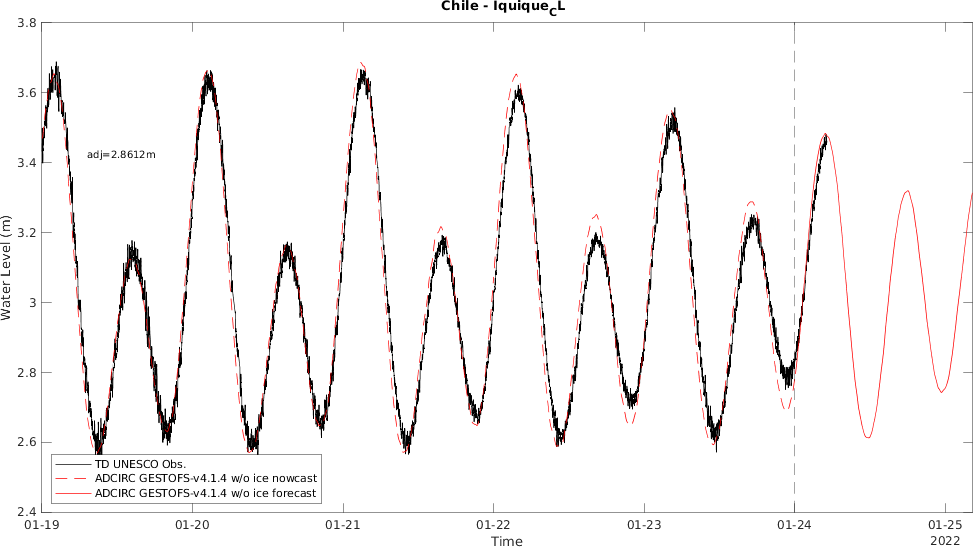 Chile - Iquique_CL
3.8
3.6
3.4
3.2
3
2.8
2.6
2.4
Water Level (m)
adj=2.8612m
TD UNESCO Obs.
ADCIRC GESTOFS-v4.1.4 w/o ice nowcast
ADCIRC GESTOFS-v4.1.4 w/o ice forecast
01-19 01-20 01-21 01-22 01-23 01-24 01-25
Time 2022